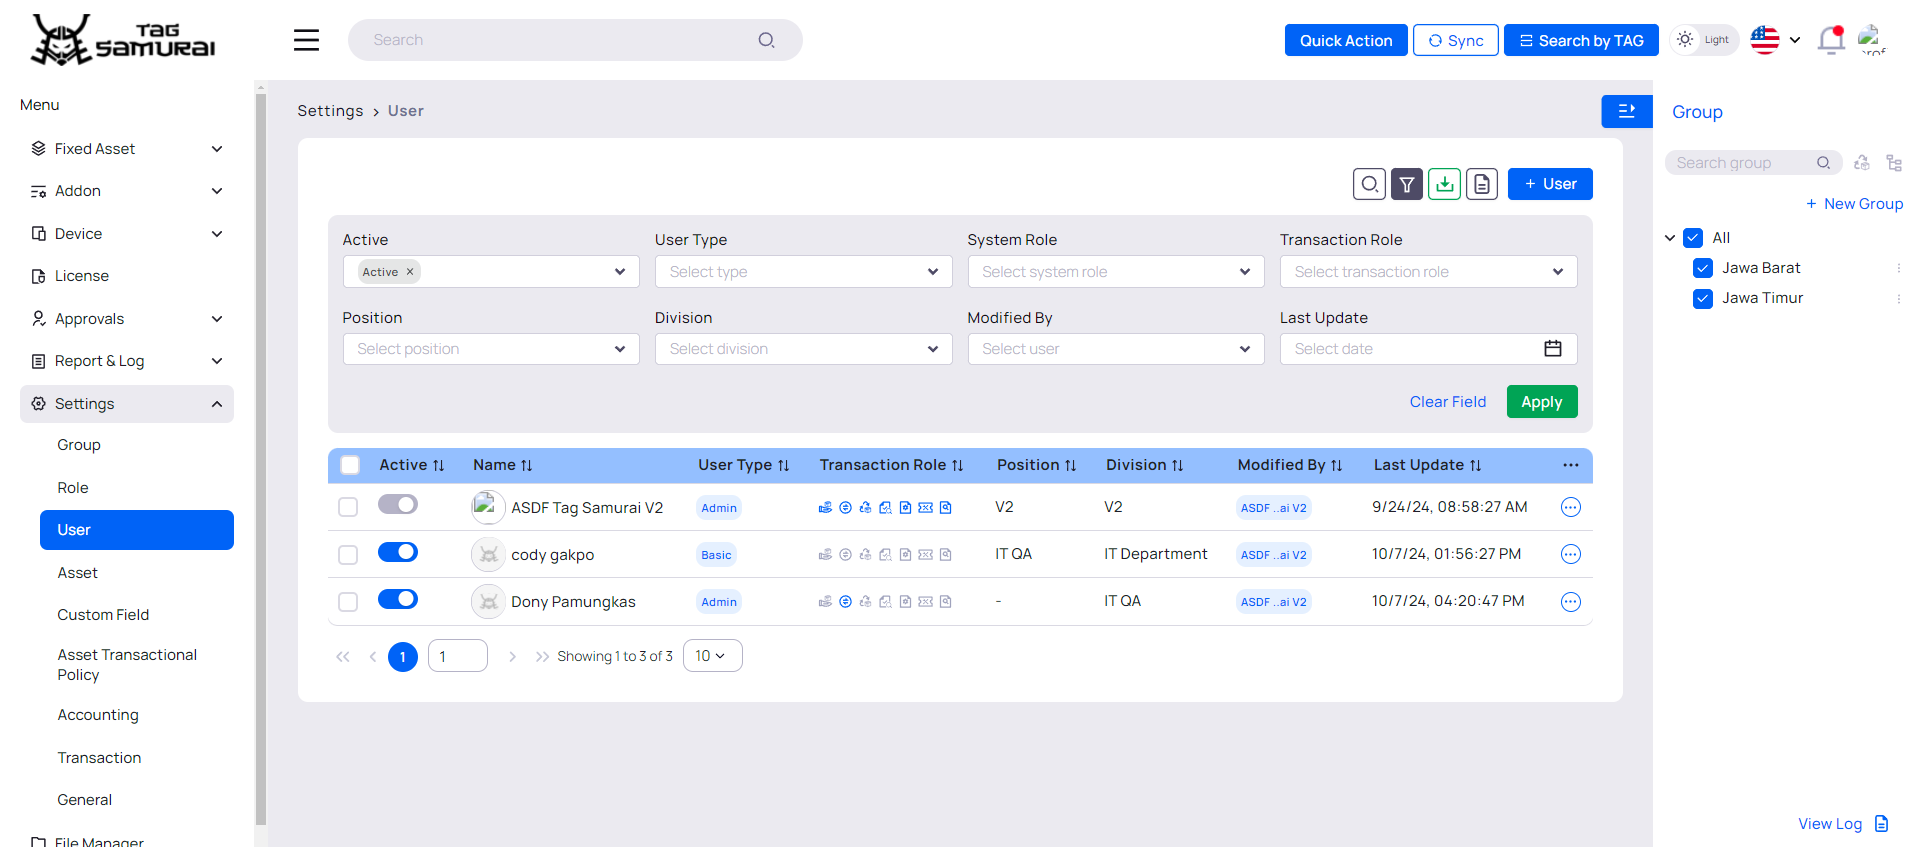 TAG SAMURAI
Search
Quick Action
Sync
Search by TAG
Light
Menu
Fixed Asset
Addon
Device
License
Approvals
Report & Log
Settings
Group
Role
User
Asset
Custom Field
Asset Transactional
Policy
Accounting
Transaction
General
File Manager
Settings > User
+ User
Active
User Type
System Role
Transaction Role
Active ×
Select type
Select system role
Select transaction role
Position
Division
Modified By
Last Update
Select position
Select division
Select user
Select date
Clear Field
Apply
Active Name User Type Transaction Role Position Division Modified By Last Update
ASDF Tag Samurai V2 Admin V2 V2 ASDF ..ai V2 9/24/24, 08:58:27 AM
cody gakpo Basic IT QA IT Department ASDF ..ai V2 10/7/24, 01:56:27 PM
Dony Pamungkas Admin - IT QA ASDF ..ai V2 10/7/24, 04:20:47 PM
1 1 Showing 1 to 3 of 3 10
Group
Search group
+ New Group
All
Jawa Barat
Jawa Timur
View Log